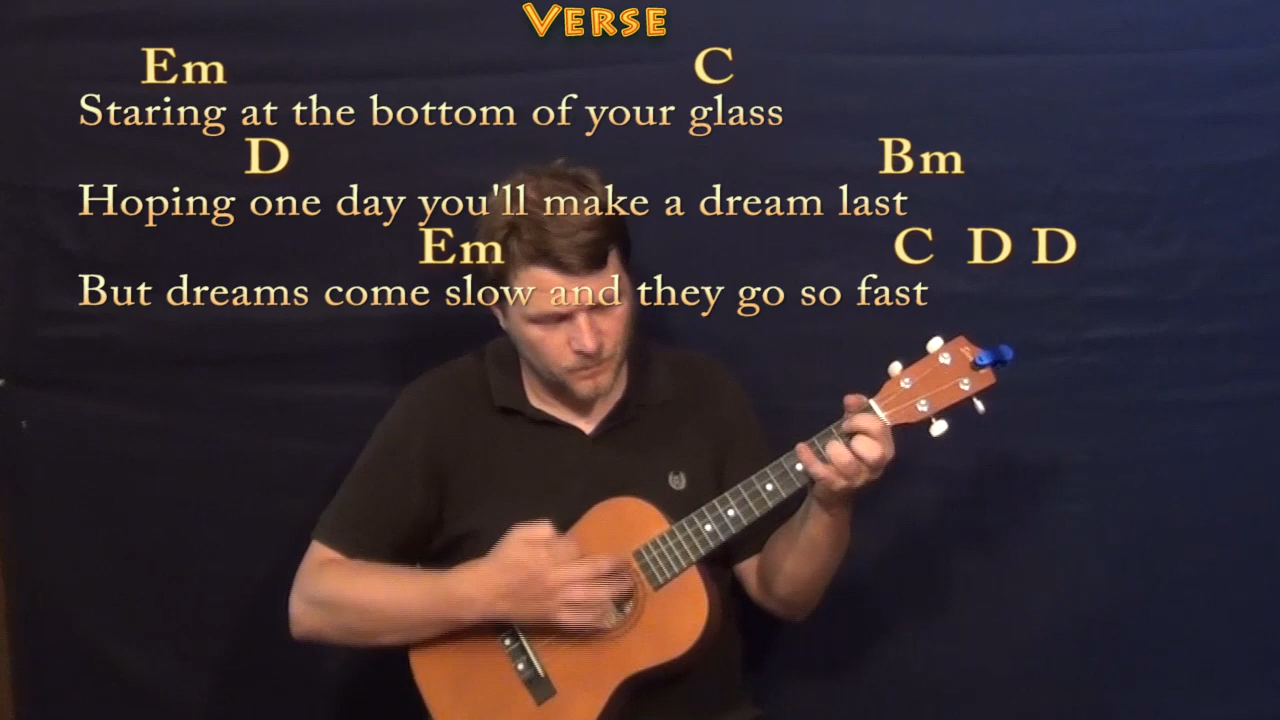 VERSE
Em C
Staring at the bottom of your glass
D Bm
Hoping one day you'll make a dream last
Em C D D
But dreams come slow and they go so fast